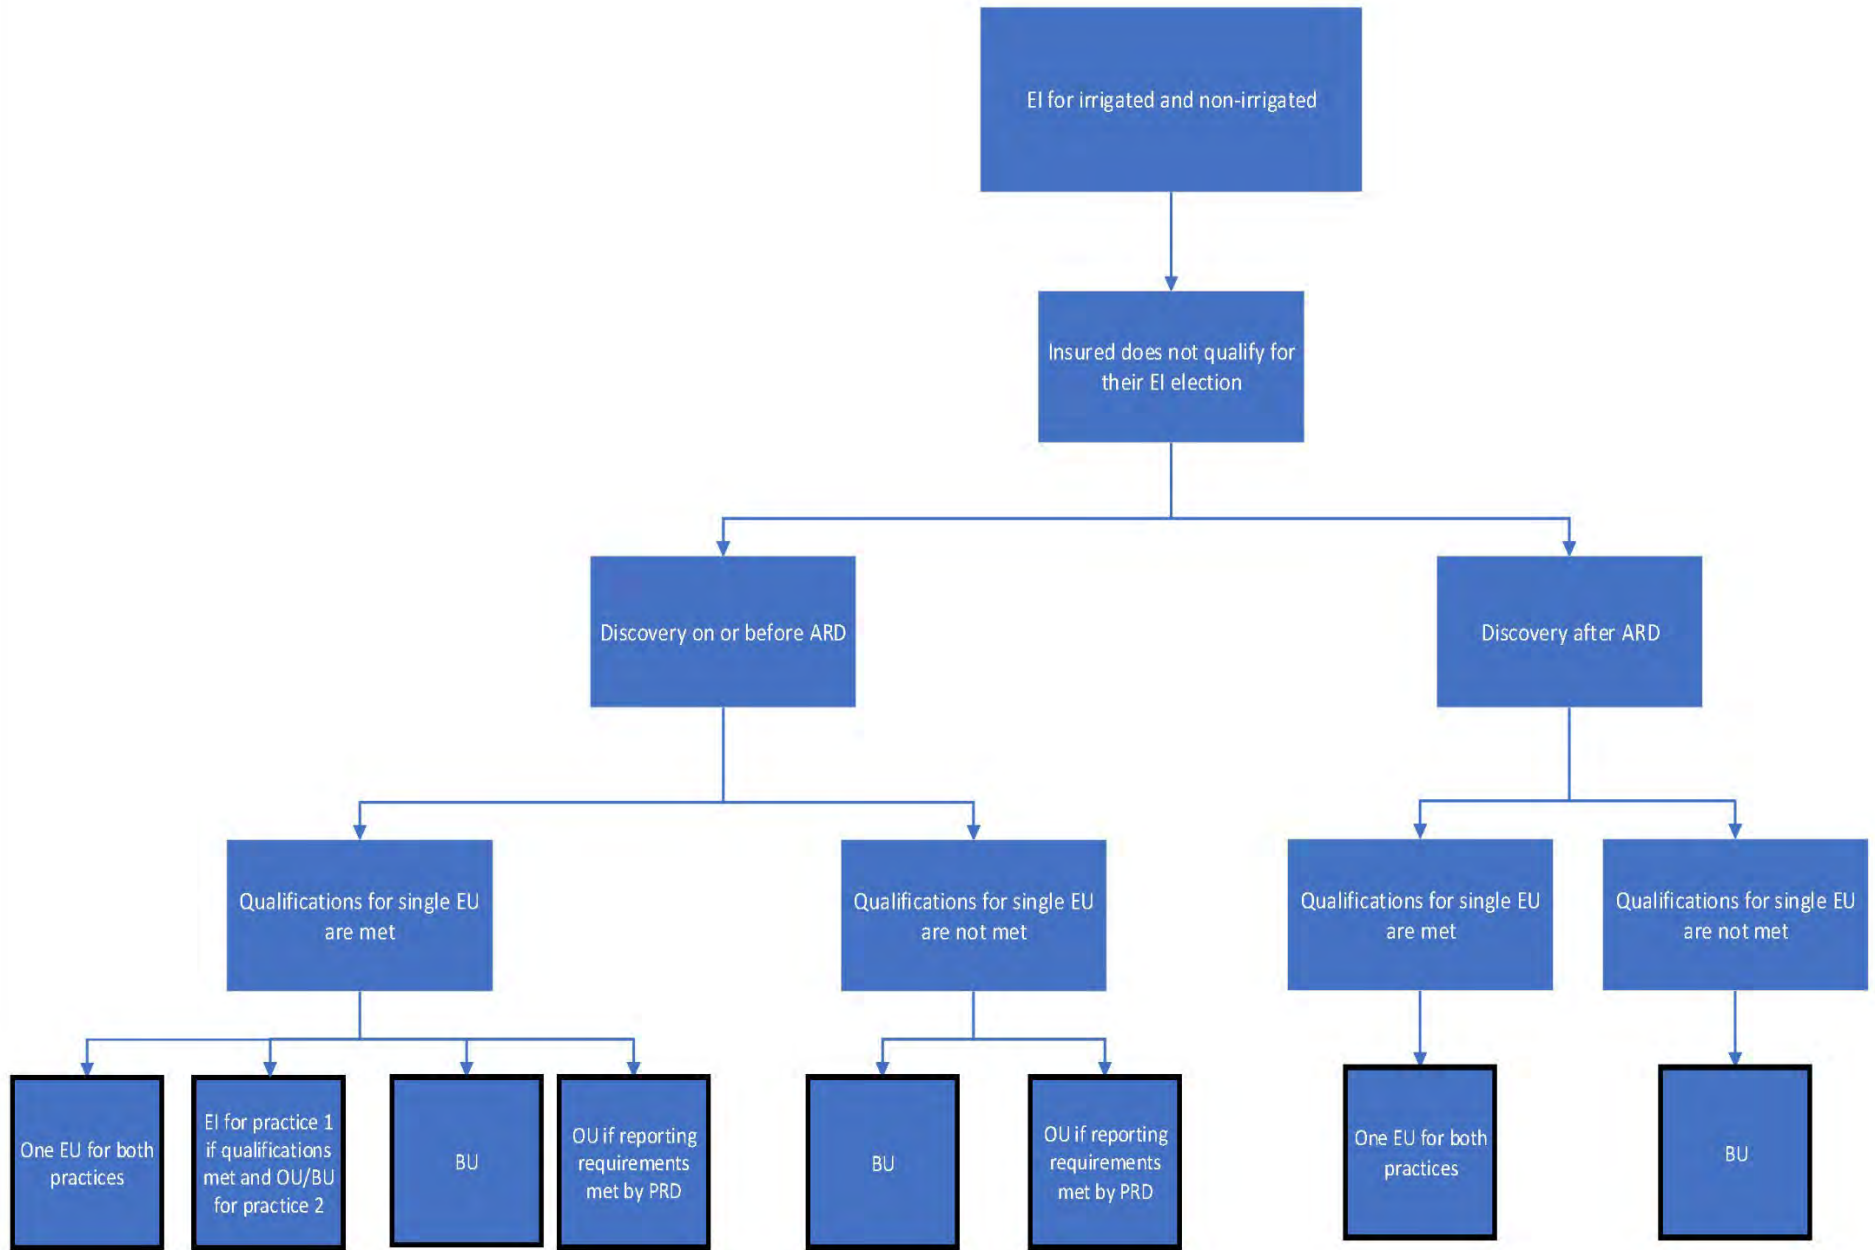 EI for irrigated and non-irrigated
Insured does not qualify for
their EI election
Discovery on or before ARD
Discovery after ARD
Qualifications for single EU
are met
Qualifications for single EU
are not met
Qualifications for single EU
are met
Qualifications for single EU
are not met
One EU for both
practices
EI for practice 1
if qualifications
met and OU/BU
for practice 2
BU
OU if reporting
requirements
met by PRD
BU
OU if reporting
requirements
met by PRD
One EU for both
practices
BU